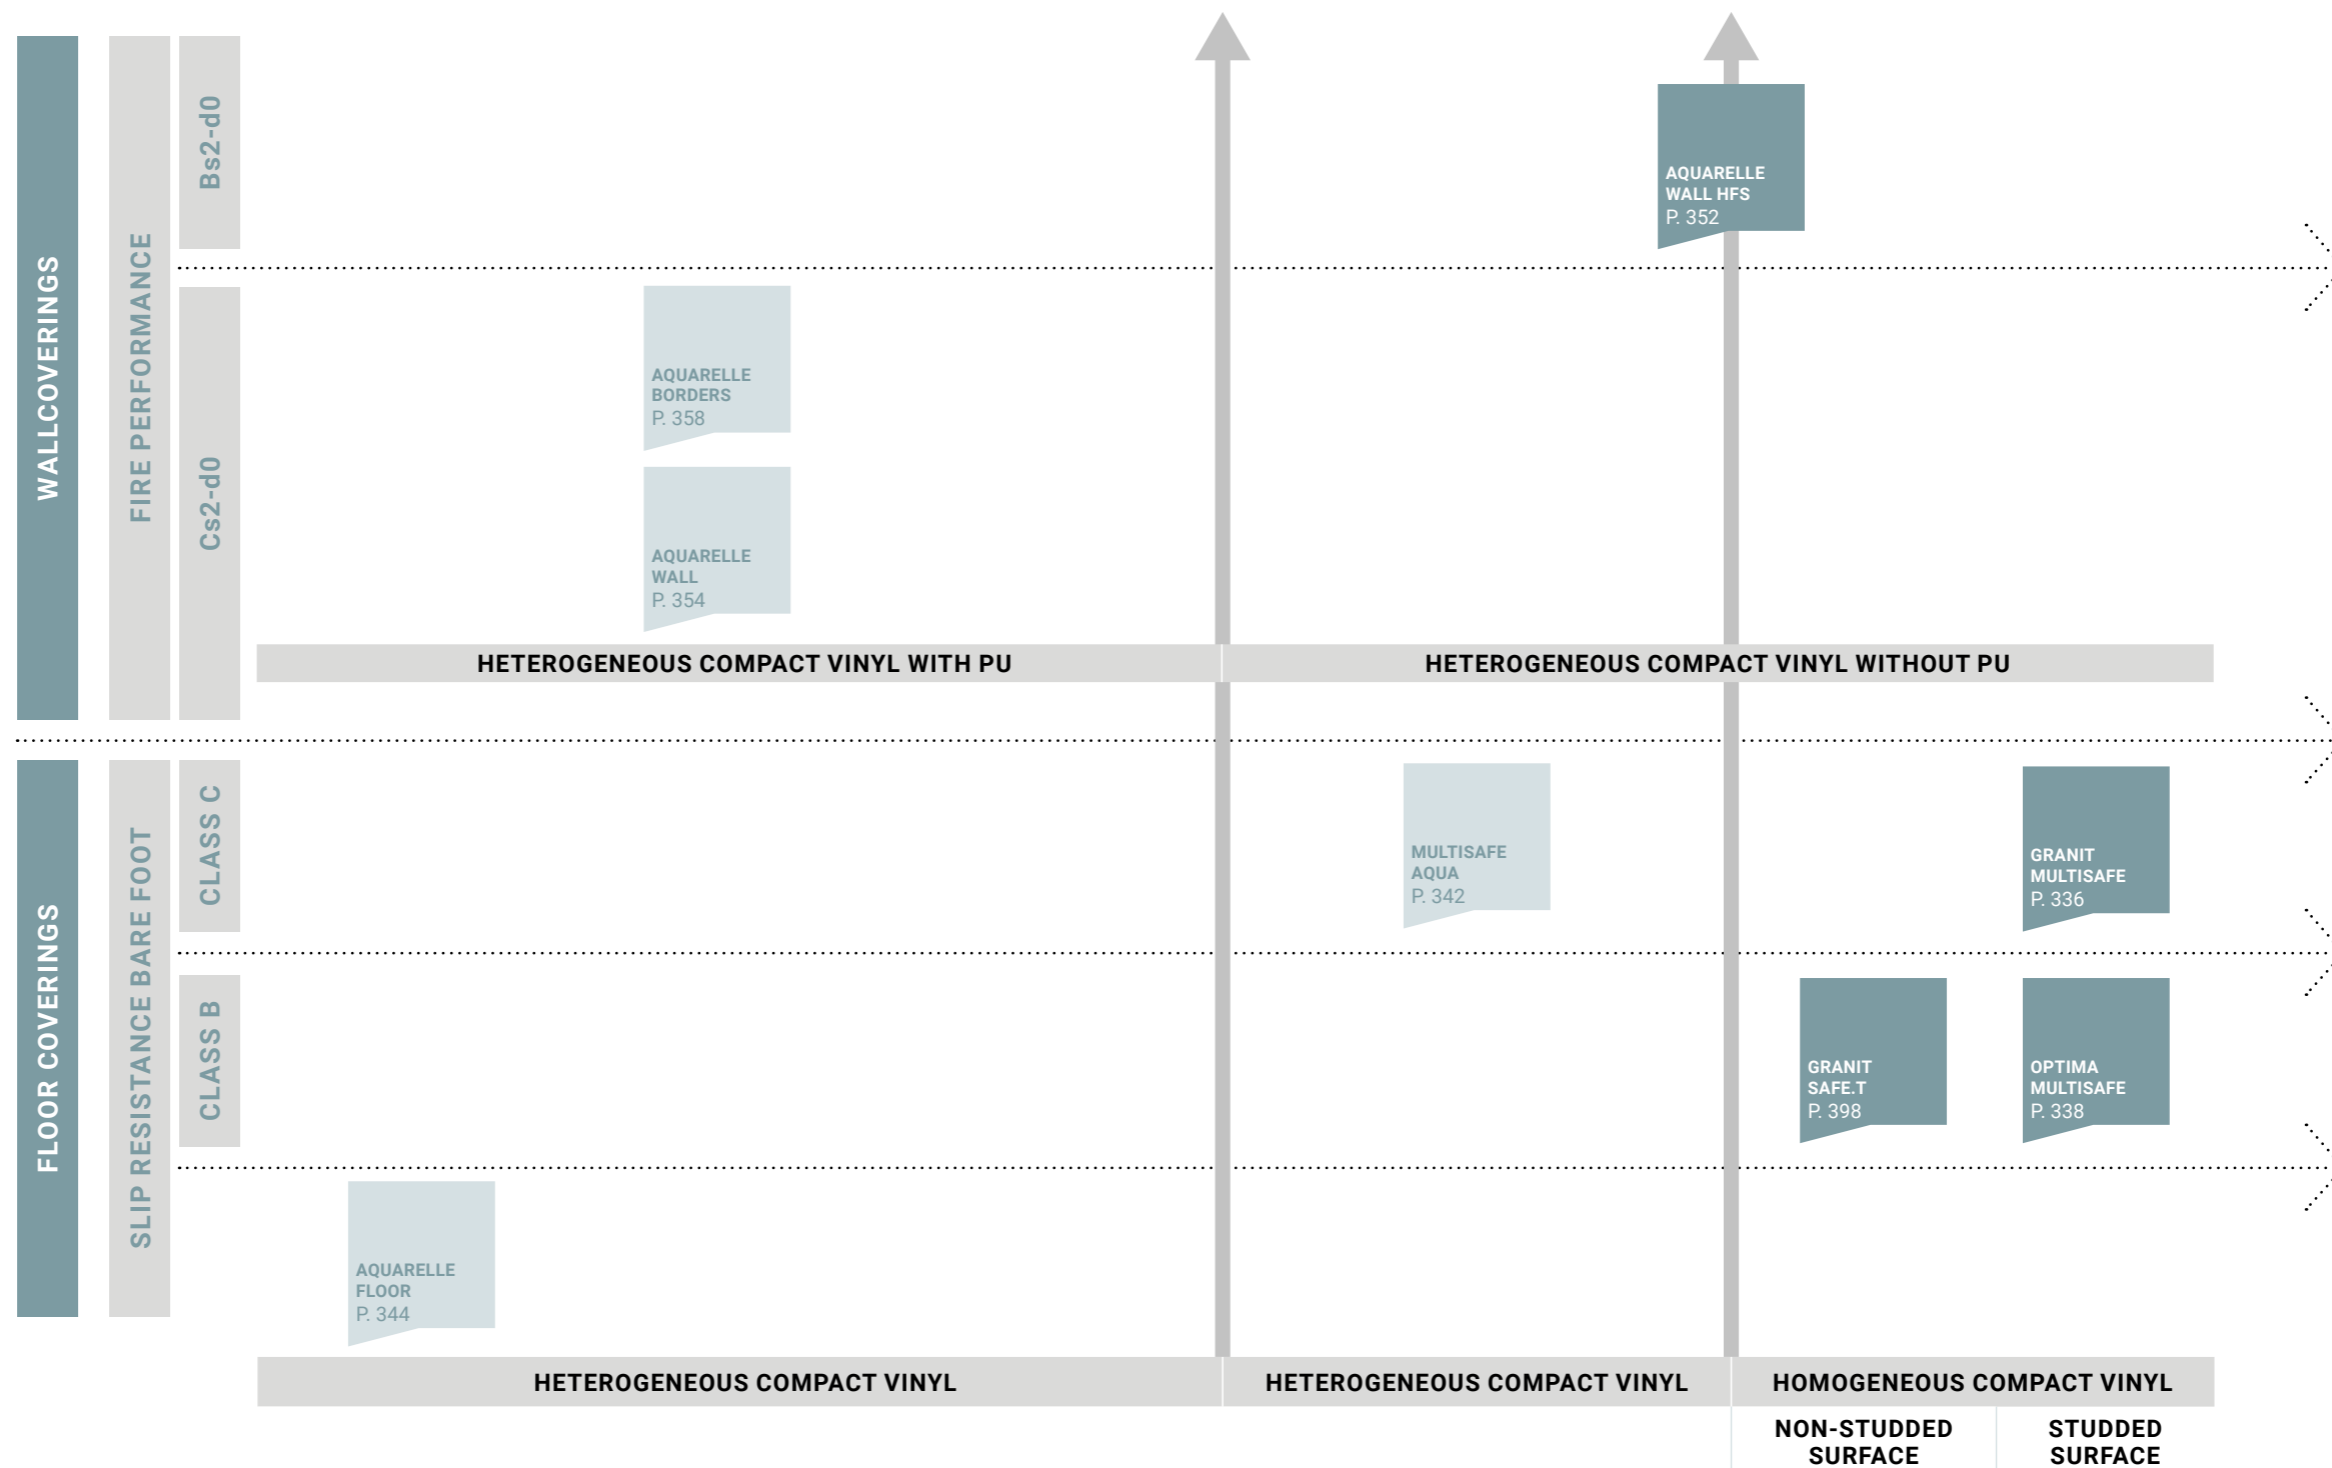 WALLCOVERINGS
FIRE PERFORMANCE
Bs2-d0
AQUARELLE
WALL HFS
P. 352
Cs2-d0
AQUARELLE
BORDERS
P. 358
AQUARELLE
WALL
P. 354
HETEROGENEOUS COMPACT VINYL WITH PU
HETEROGENEOUS COMPACT VINYL WITHOUT PU
FLOOR COVERINGS
SLIP RESISTANCE BARE FOOT
CLASS C
MULTISAFE
AQUA
P. 342
GRANIT
MULTISAFE
P. 336
CLASS B
GRANIT
SAFE.T
P. 398
OPTIMA
MULTISAFE
P. 338
AQUARELLE
FLOOR
P. 344
HETEROGENEOUS COMPACT VINYL
HETEROGENEOUS COMPACT VINYL
HOMOGENEOUS COMPACT VINYL
NON-STUDDED
SURFACE
STUDDED
SURFACE